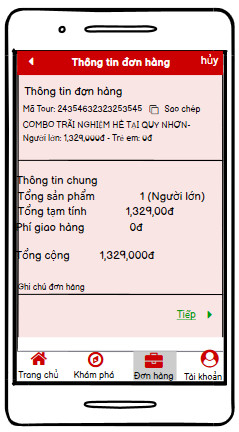 Thông tin đơn hàng
hủy
Thông tin đơn hàng
Mã Tour: 24354632323253545 Sao chép
COMBO TRÃI NGHIỆM HÈ TẠI QUY NHƠN-
Người lớn: 1,329,000đ - Trẻ em: 0đ
Thông tin chung
Tổng sản phẩm 1 (Người lớn)
Tổng tạm tính 1,329,00đ
Phí giao hàng 0đ
Tổng cộng 1,329,000đ
Ghi chú đơn hàng
Tiếp
Trang chủ Khám phá Đơn hàng Tài khoản